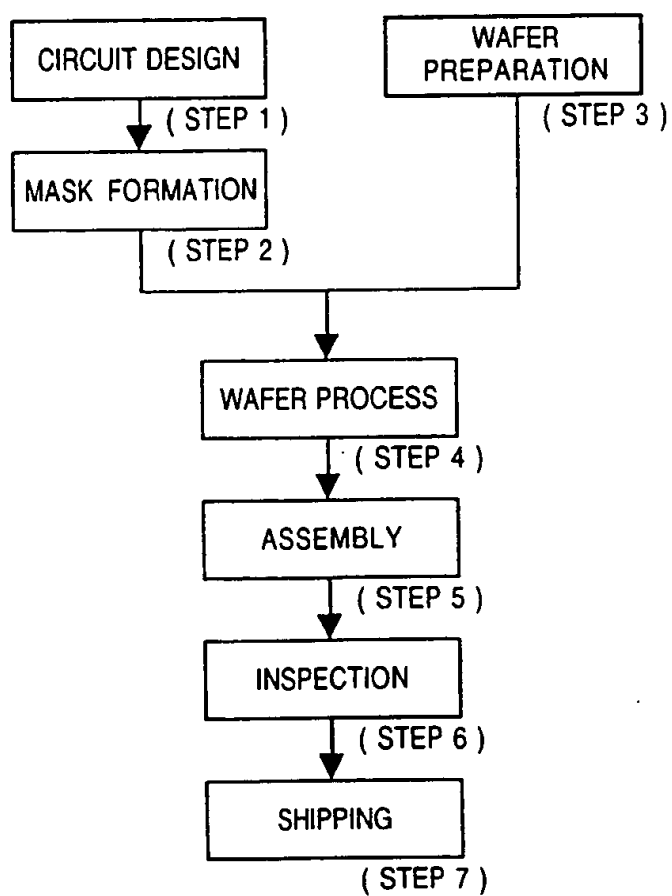 CIRCUIT DESIGN
( STEP 1 )
MASK FORMATION
( STEP 2 )
WAFER
PREPARATION
( STEP 3 )
WAFER PROCESS
( STEP 4 )
ASSEMBLY
( STEP 5 )
INSPECTION
( STEP 6 )
SHIPPING
( STEP 7 )